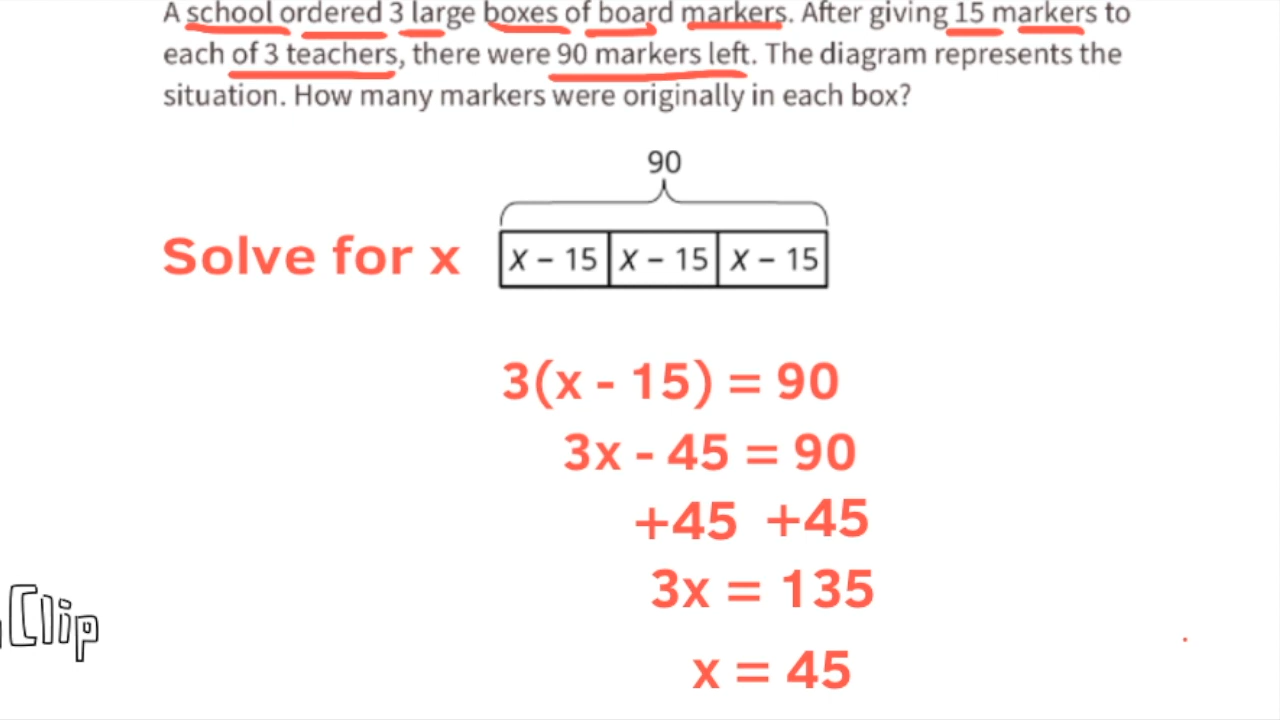 A school ordered 3 large boxes of board markers. After giving 15 markers to
each of 3 teachers, there were 90 markers left. The diagram represents the
situation. How many markers were originally in each box?
90
Solve for x
x – 15 x – 15 x – 15
3(x - 15) = 90
3x - 45 = 90
+45 +45
3x = 135
Clip
x = 45